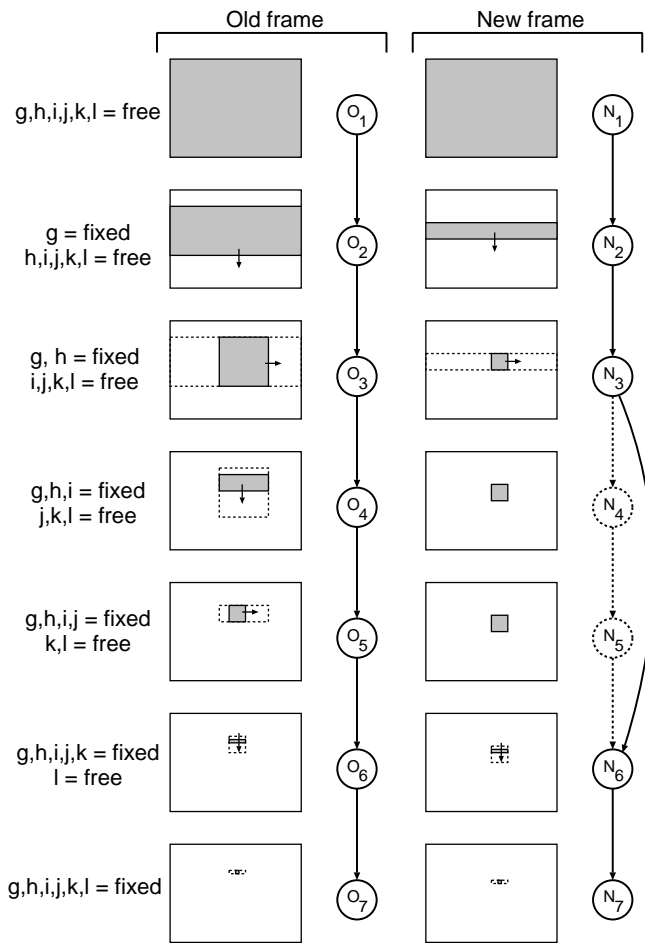 Old frame New frame
g,h,i,j,k,l = free O1 N1
g = fixed
h,i,j,k,l = free O2 N2
g, h = fixed
i,j,k,l = free O3 N3
g,h,i = fixed
j,k,l = free O4 N4
g,h,i,j = fixed
k,l = free O5 N5
g,h,i,j,k = fixed
l = free O6 N6
g,h,i,j,k,l = fixed O7 N7